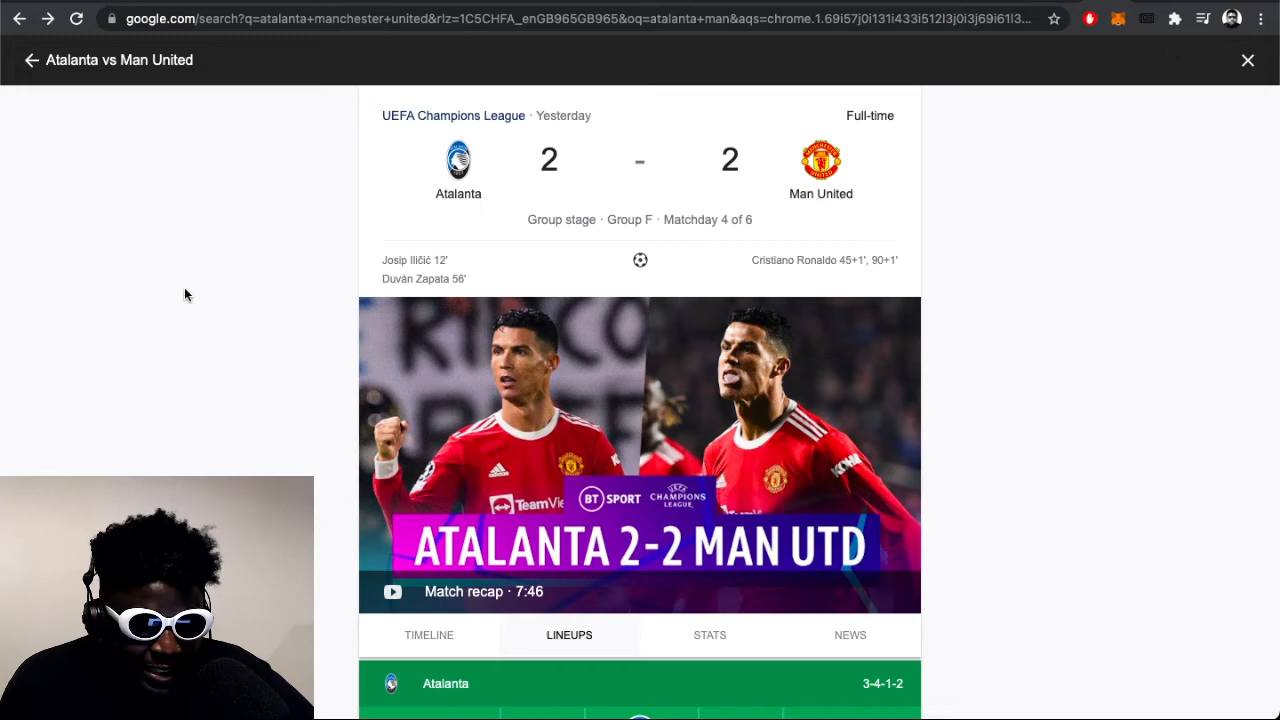 google.com/search?q=atalanta+manchester+united&rlz=1C5CHFA_enGB965GB965&oq=atalanta+man&aqs=chrome.1.69i57j0i131i433i512l3j0i3j69i61l3...
Atalanta vs Man United
UEFA Champions League · Yesterday
Full-time
2 - 2
Atalanta
Man United
Group stage · Group F · Matchday 4 of 6
Josip Iličić 12'
Cristiano Ronaldo 45+1', 90+1'
Duván Zapata 56'
TeamVie
BT SPORT
UEFA CHAMPIONS LEAGUE
ATALANTA 2-2 MAN UTD
Match recap · 7:46
TIMELINE
LINEUPS
STATS
NEWS
Atalanta
3-4-1-2